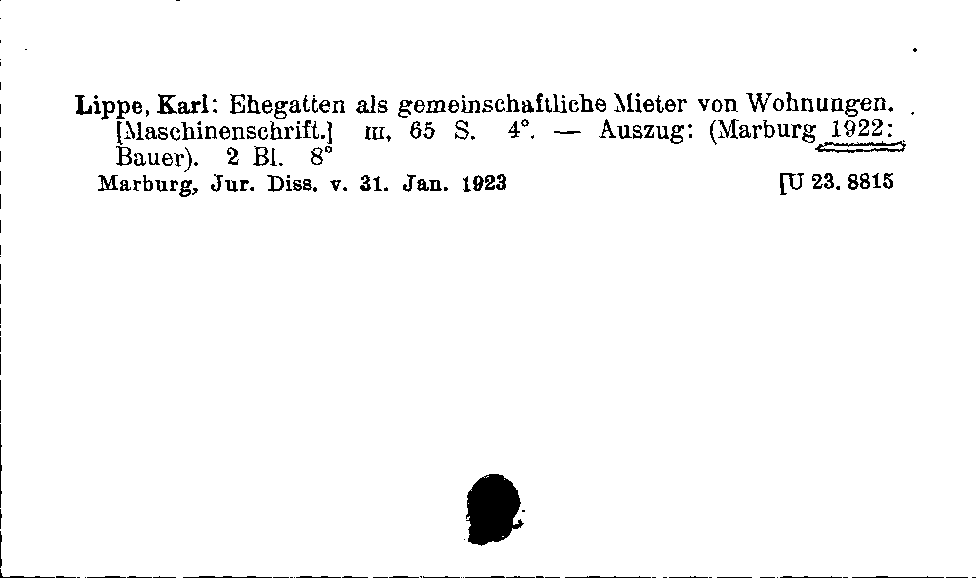 Lippe, Karl: Ehegatten als gemeinschaftliche Mieter von Wohnungen.
[Maschinenschrift.] III, 65 S. 4°. — Auszug: (Marburg 1922:
Bauer). 2 Bl. 8°
Marburg, Jur. Diss. v. 31. Jan. 1923 [U 23. 8815